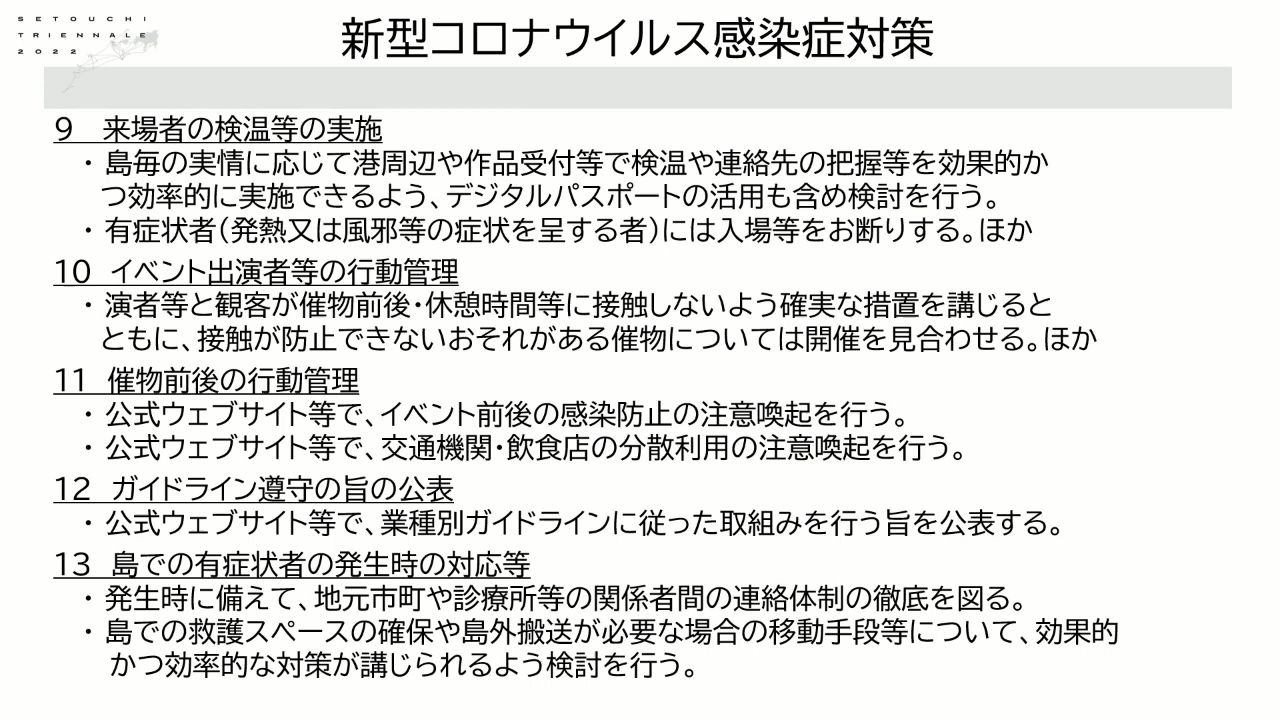 SETOUCHI
TRIENNALE
2022
新型コロナウイルス感染症対策
９　来場者の検温等の実施
・ 島毎の実情に応じて港周辺や作品受付等で検温や連絡先の把握等を効果的か
つ効率的に実施できるよう、デジタルパスポートの活用も含め検討を行う。
・ 有症状者（発熱又は風邪等の症状を呈する者）には入場等をお断りする。ほか
10　イベント出演者等の行動管理
・ 演者等と観客が催物前後・休憩時間等に接触しないよう確実な措置を講じると
ともに、接触が防止できないおそれがある催物については開催を見合わせる。ほか
11　催物前後の行動管理
・ 公式ウェブサイト等で、イベント前後の感染防止の注意喚起を行う。
・ 公式ウェブサイト等で、交通機関・飲食店の分散利用の注意喚起を行う。
12　ガイドライン遵守の旨の公表
・ 公式ウェブサイト等で、業種別ガイドラインに従った取組みを行う旨を公表する。
13　島での有症状者の発生時の対応等
・ 発生時に備えて、地元市町や診療所等の関係者間の連絡体制の徹底を図る。
・ 島での救護スペースの確保や島外搬送が必要な場合の移動手段等について、効果的
かつ効率的な対策が講じられるよう検討を行う。